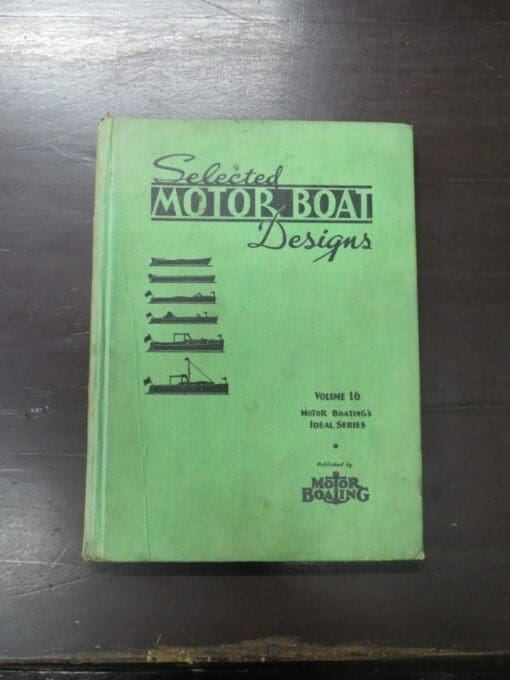 Selected
MOTOR BOAT
Designs
VOLUME 16
MOTOR BOATING'S
IDEAL SERIES
Published by
MOTOR
BOATING